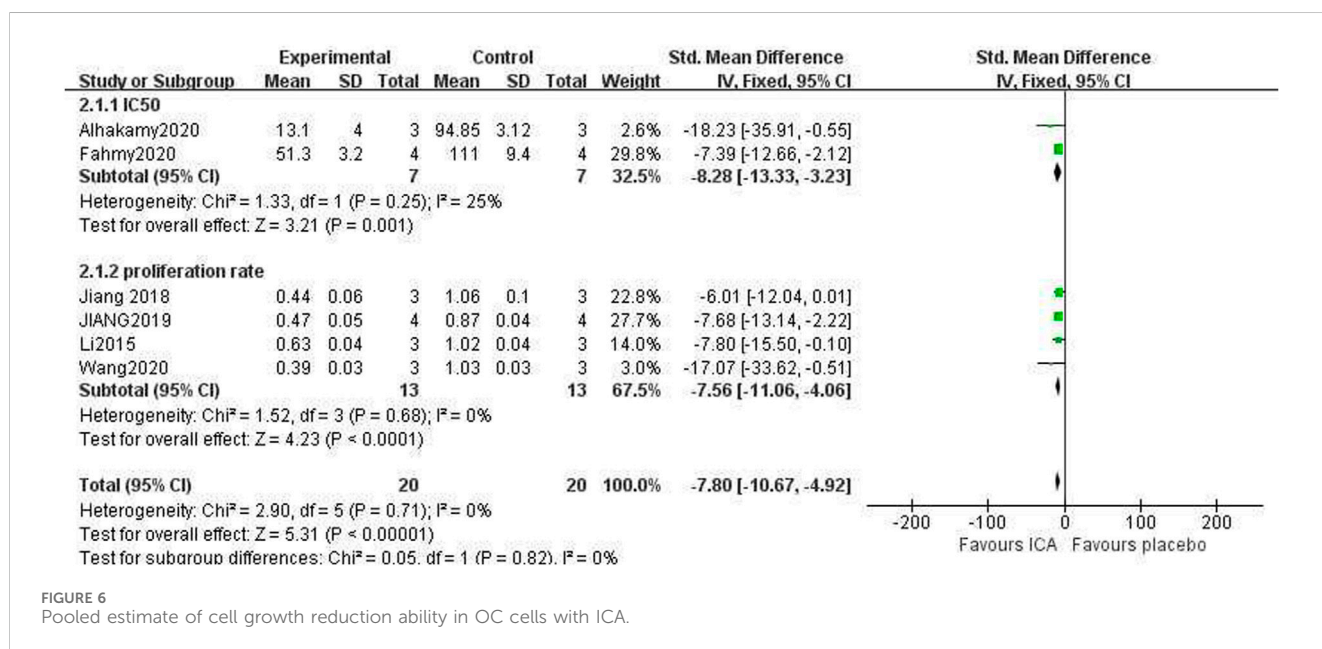 Experimental Control Std. Mean Difference Std. Mean Difference
Study or Subgroup Mean SD Total Mean SD Total Weight IV, Fixed, 95% CI IV, Fixed, 95% CI
2.1.1 IC50
Alhakamy2020 13.1 4 3 94.85 3.12 3 2.6% -18.23 [-35.91, -0.55]
Fahmy2020 51.3 3.2 4 111 9.4 4 29.8% -7.39 [-12.66, -2.12]
Subtotal (95% CI) 7 7 32.5% -8.28 [-13.33, -3.23]
Heterogeneity: Chi² = 1.33, df = 1 (P = 0.25); I² = 25%
Test for overall effect: Z = 3.21 (P = 0.001)
2.1.2 proliferation rate
Jiang 2018 0.44 0.06 3 1.06 0.1 3 22.8% -6.01 [-12.04, 0.01]
JIANG2019 0.47 0.05 4 0.87 0.04 4 27.7% -7.68 [-13.14, -2.22]
Li2015 0.63 0.04 3 1.02 0.04 3 14.0% -7.80 [-15.50, -0.10]
Wang2020 0.39 0.03 3 1.03 0.03 3 3.0% -17.07 [-33.62, -0.51]
Subtotal (95% CI) 13 13 67.5% -7.56 [-11.06, -4.06]
Heterogeneity: Chi² = 1.52, df = 3 (P = 0.68); I² = 0%
Test for overall effect: Z = 4.23 (P < 0.0001)
Total (95% CI) 20 20 100.0% -7.80 [-10.67, -4.92]
Heterogeneity: Chi² = 2.90, df = 5 (P = 0.71); I² = 0%
Test for overall effect: Z = 5.31 (P < 0.00001)
Test for subgroup differences: Chi² = 0.05, df = 1 (P = 0.82), I² = 0%
-200 -100 0 100 200
Favours ICA Favours placebo
FIGURE 6
Pooled estimate of cell growth reduction ability in OC cells with ICA.